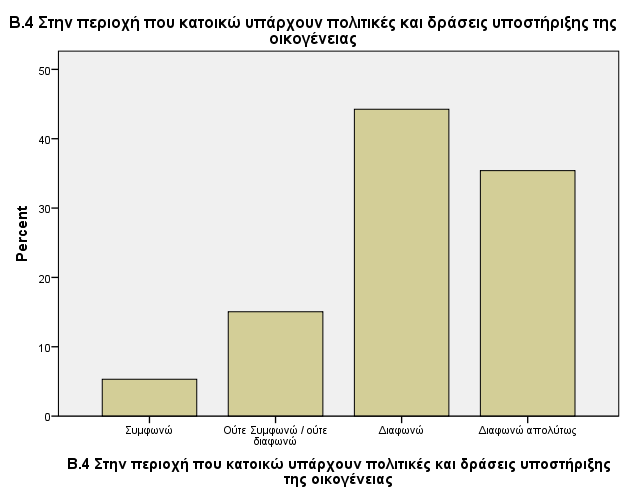 Β.4 Στην περιοχή που κατοικώ υπάρχουν πολιτικές και δράσεις υποστήριξης της
οικογένειας
50
40
30
20
10
0
Percent
Συμφωνώ
Ούτε Συμφωνώ / ούτε
διαφωνώ
Διαφωνώ
Διαφωνώ απολύτως
Β.4 Στην περιοχή που κατοικώ υπάρχουν πολιτικές και δράσεις υποστήριξης
της οικογένειας